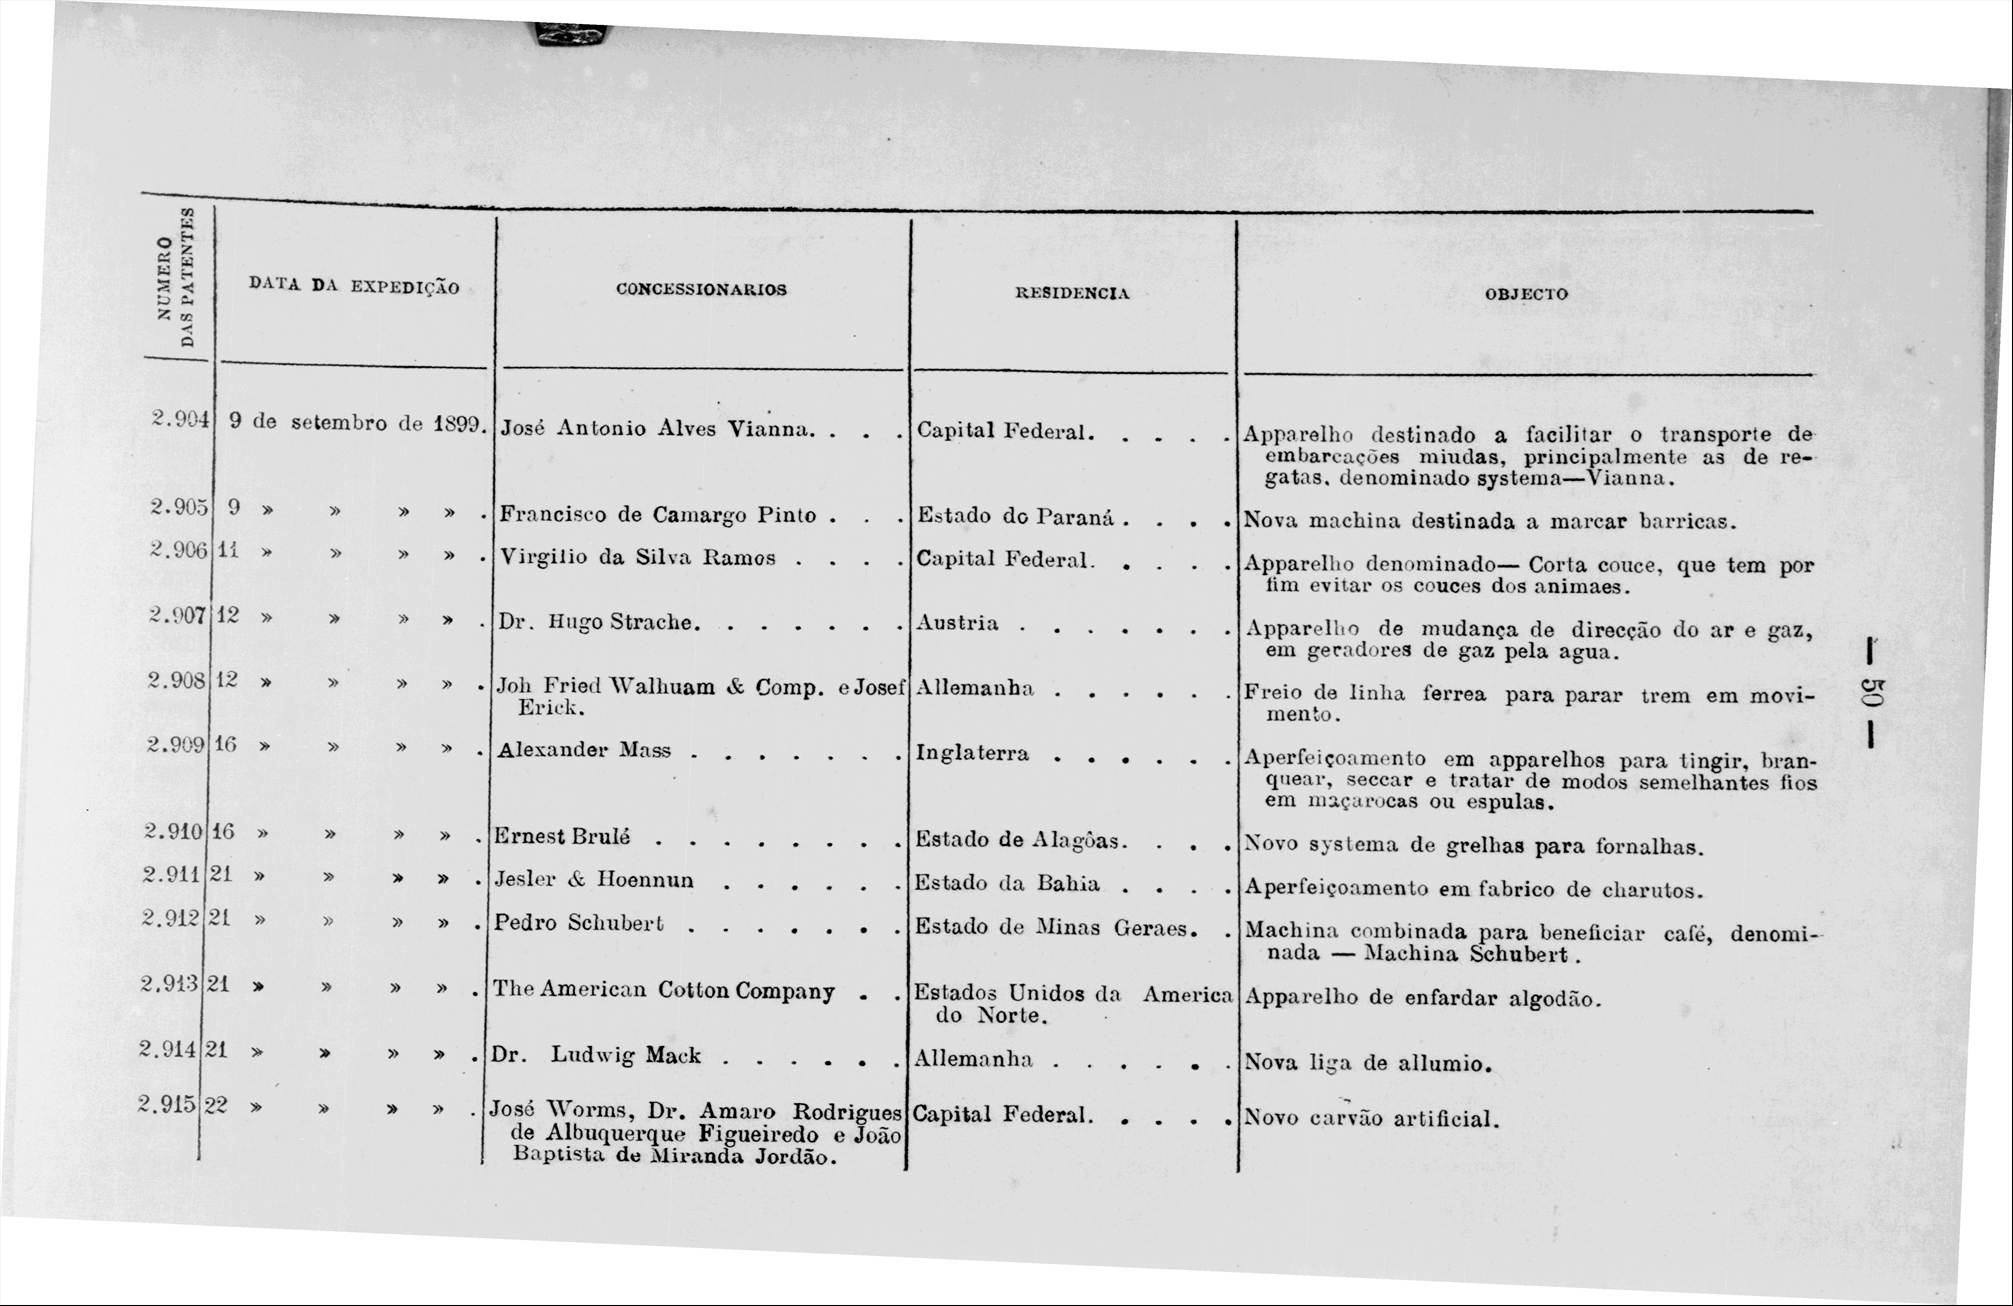 NUMERO DAS PATENTES
DATA DA EXPEDIÇÃO
CONCESSIONARIOS
RESIDENCIA
OBJECTO
2.904 9 de setembro de 1899. José Antonio Alves Vianna. . . . Capital Federal. . . . . Apparelho destinado a facilitar o transporte de
embarcações miudas, principalmente as de re-
gatas, denominado systema—Vianna.
2.905 9 » » » » . Francisco de Camargo Pinto . . . Estado do Paraná . . . . Nova machina destinada a marcar barricas.
2.906 11 » » » » . Virgilio da Silva Ramos . . . . Capital Federal. . . . . Apparelho denominado— Corta couce, que tem por
fim evitar os couces dos animaes.
2.907 12 » » » » . Dr. Hugo Strache. . . . . . . Austria . . . . . . . Apparelho de mudança de direcção do ar e gaz,
em geradores de gaz pela agua.
2.908 12 » » » » . Joh Fried Walhuam & Comp. e Josef Allemanha . . . . . . Freio de linha ferrea para parar trem em movi-
Erick. mento.
2.909 16 » » » » . Alexander Mass . . . . . . . Inglaterra . . . . . . Aperfeiçoamento em apparelhos para tingir, bran-
quear, seccar e tratar de modos semelhantes fios
em maçarocas ou espulas.
2.910 16 » » » » . Ernest Brulé . . . . . . . . Estado de Alagôas. . . . Novo systema de grelhas para fornalhas.
2.911 21 » » » » . Jesler & Hoennun . . . . . . Estado da Bahia . . . . Aperfeiçoamento em fabrico de charutos.
2.912 21 » » » » . Pedro Schubert . . . . . . . Estado de Minas Geraes. . Machina combinada para beneficiar café, denomi-
nada — Machina Schubert .
2.913 21 » » » » . The American Cotton Company . . Estados Unidos da America Apparelho de enfardar algodão.
do Norte.
2.914 21 » » » » . Dr. Ludwig Mack . . . . . . Allemanha . . . . . . Nova liga de allumio.
2.915 22 » » » » . José Worms, Dr. Amaro Rodrigues Capital Federal. . . . . Novo carvão artificial.
de Albuquerque Figueiredo e João
Baptista de Miranda Jordão.
— 50 —